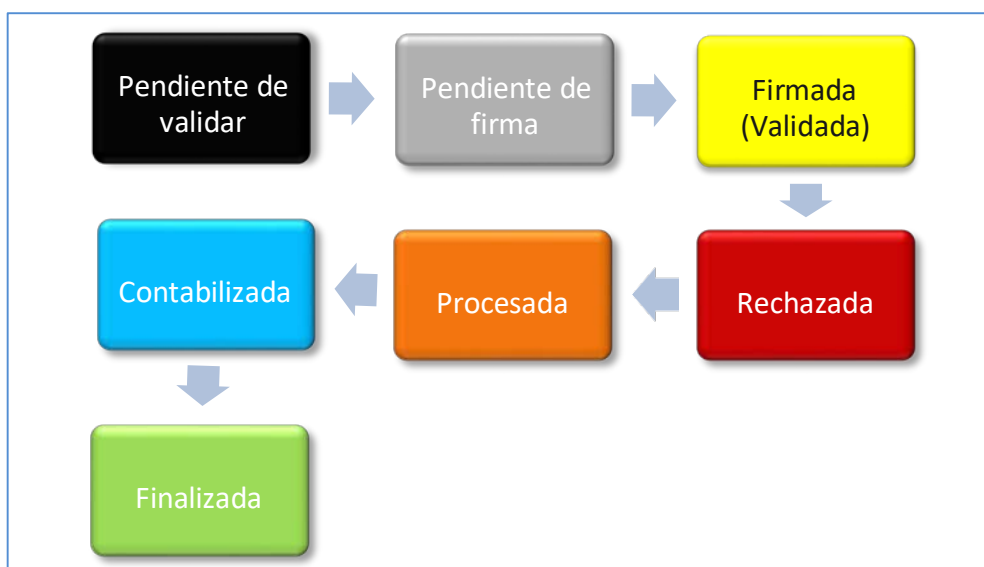 Pendiente de
validar
Pendiente de
firma
Firmada
(Validada)
Rechazada
Procesada
Contabilizada
Finalizada